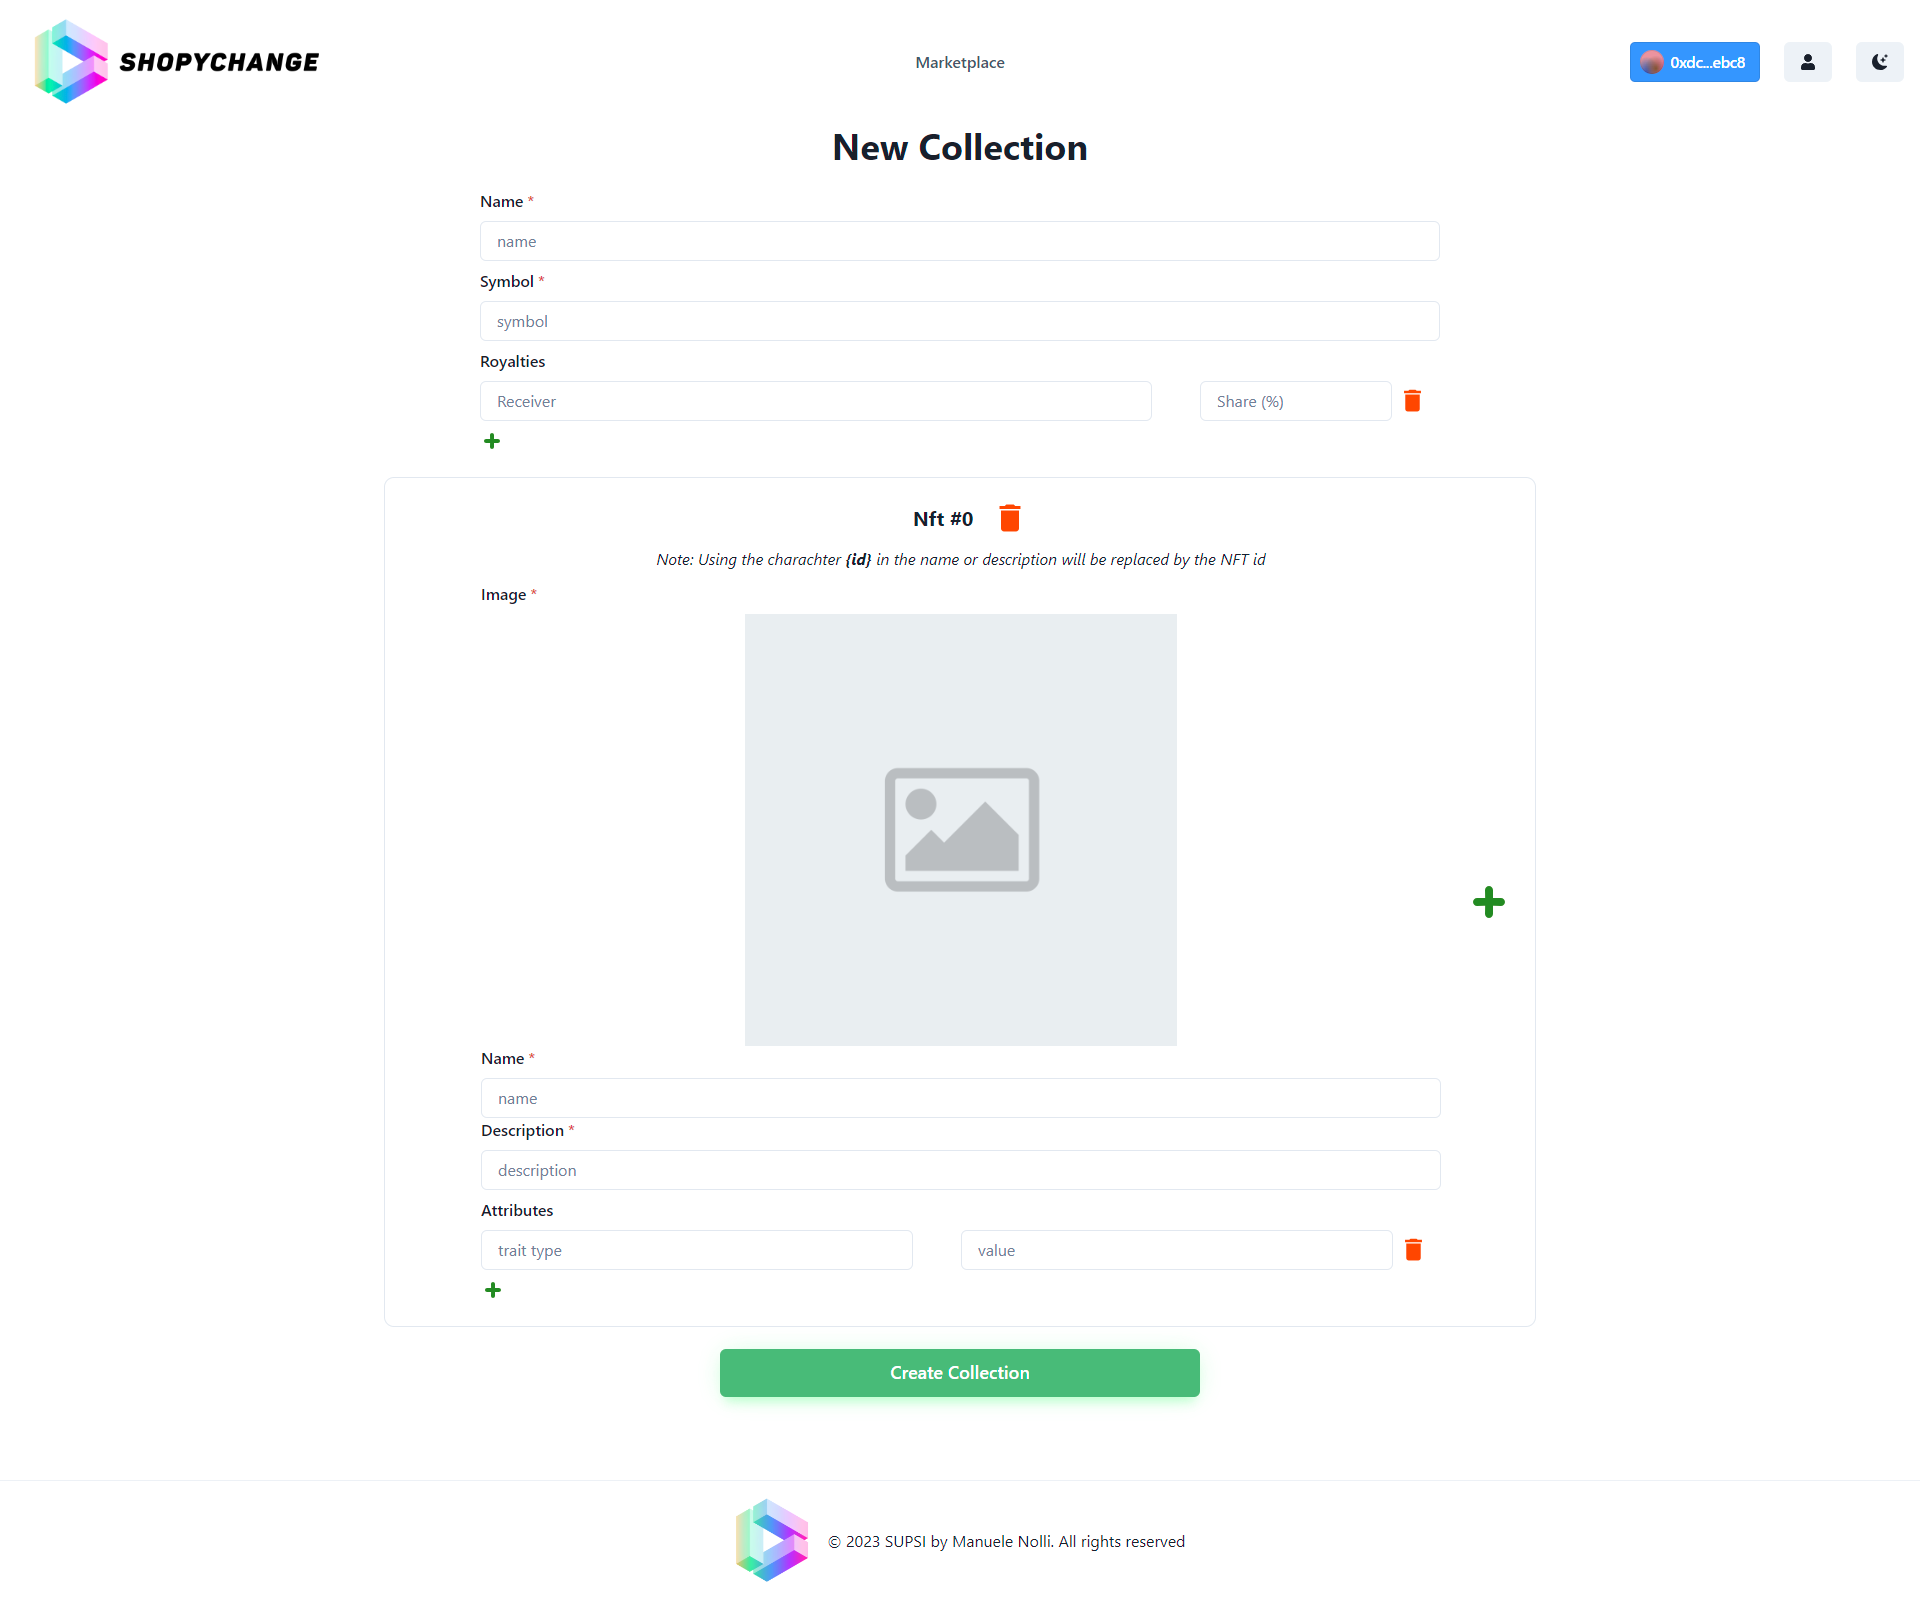 SHOPYCHANGE
Marketplace
0xdc...ebc8
New Collection
Name *
name
Symbol *
symbol
Royalties
Receiver
Share (%)
Nft #0
Note: Using the charachter {id} in the name or description will be replaced by the NFT id
Image *
Name *
name
Description *
description
Attributes
trait type
value
Create Collection
© 2023 SUPSI by Manuele Nolli. All rights reserved